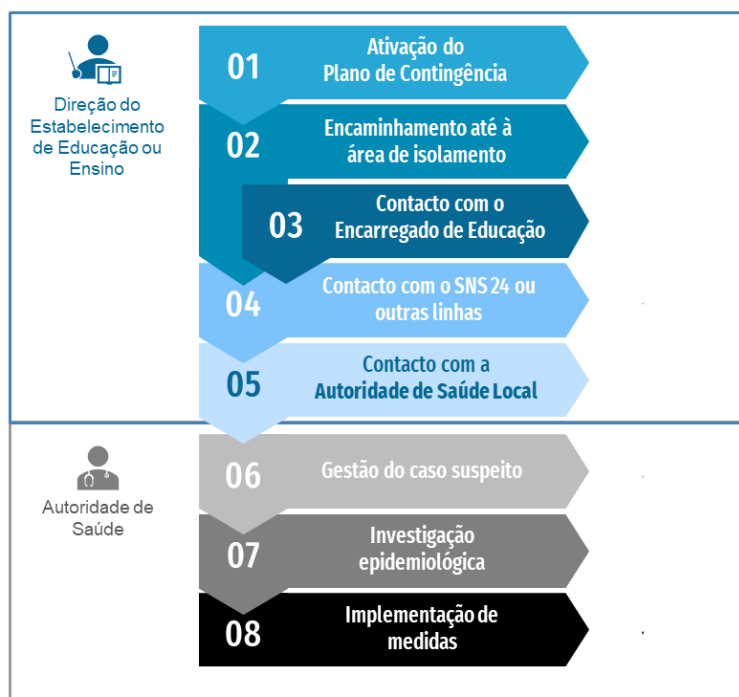 Direção do
Estabelecimento
de Educação ou
Ensino
01
Ativação do
Plano de Contingência
02
Encaminhamento até à
área de isolamento
03
Contacto com o
Encarregado de Educação
04
Contacto com o SNS 24 ou
outras linhas
05
Contacto com a
Autoridade de Saúde Local
Autoridade de
Saúde
06
Gestão do caso suspeito
07
Investigação
epidemiológica
08
Implementação de
medidas